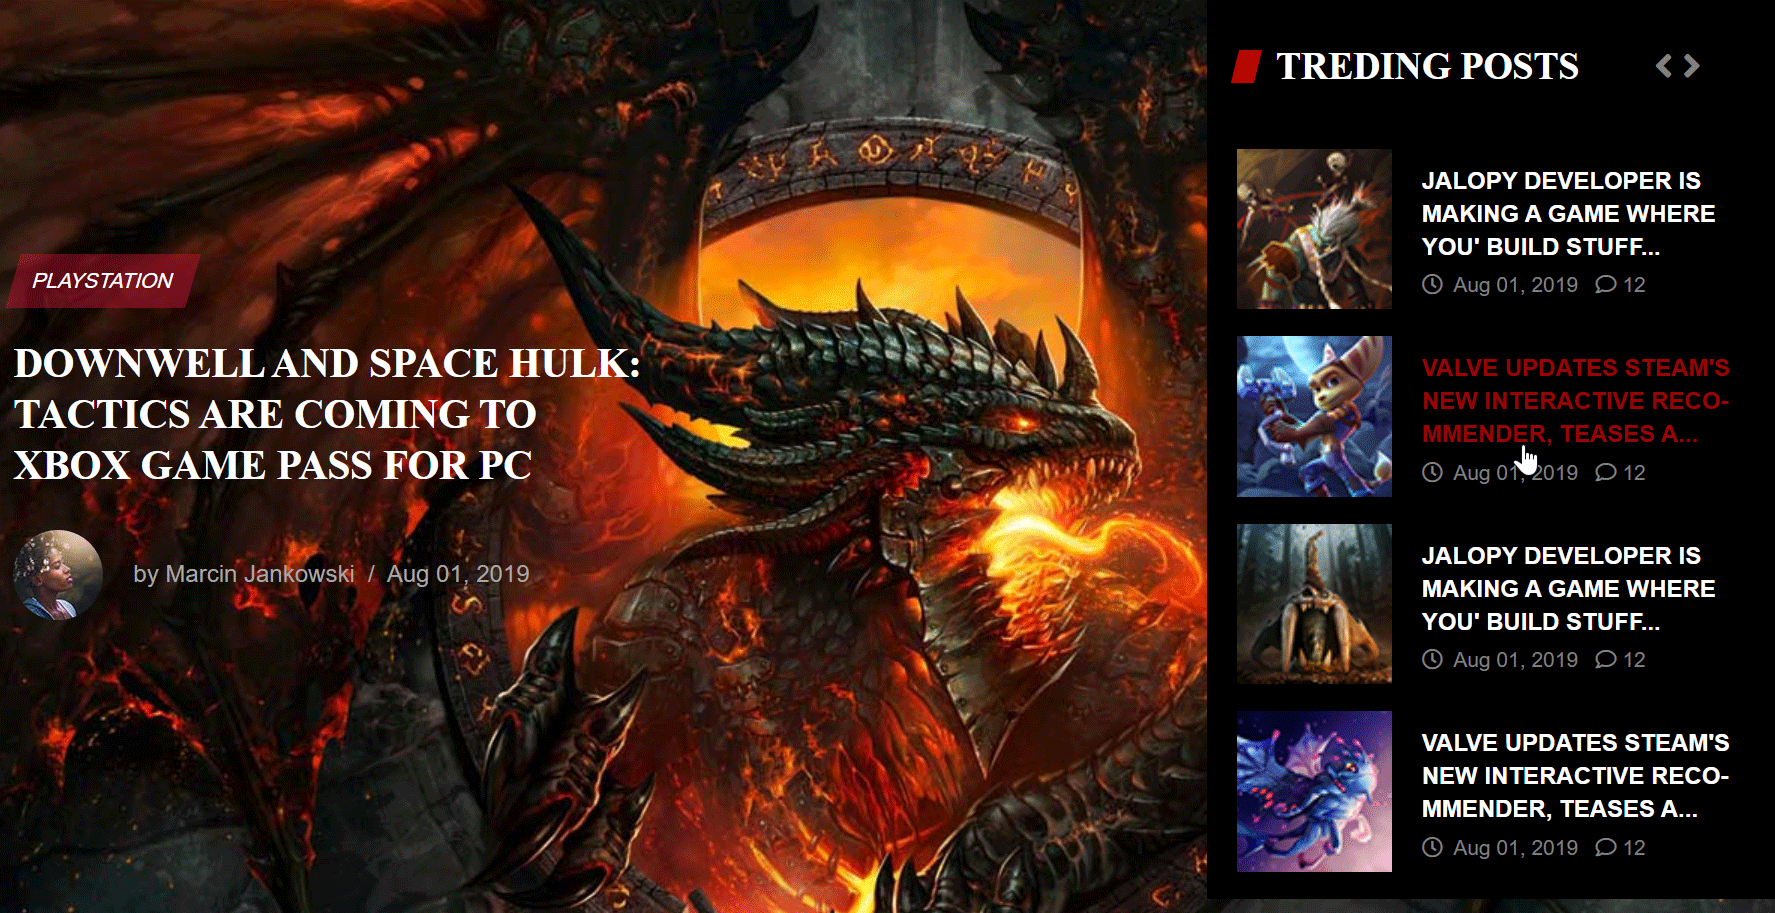 PLAYSTATION
DOWNWELL AND SPACE HULK:
TACTICS ARE COMING TO
XBOX GAME PASS FOR PC
by Marcin Jankowski / Aug 01, 2019
TREDING POSTS
JALOPY DEVELOPER IS
MAKING A GAME WHERE
YOU' BUILD STUFF...
Aug 01, 2019 12
VALVE UPDATES STEAM'S
NEW INTERACTIVE RECO-
MMENDER, TEASES A...
Aug 01, 2019 12
JALOPY DEVELOPER IS
MAKING A GAME WHERE
YOU' BUILD STUFF...
Aug 01, 2019 12
VALVE UPDATES STEAM'S
NEW INTERACTIVE RECO-
MMENDER, TEASES A...
Aug 01, 2019 12